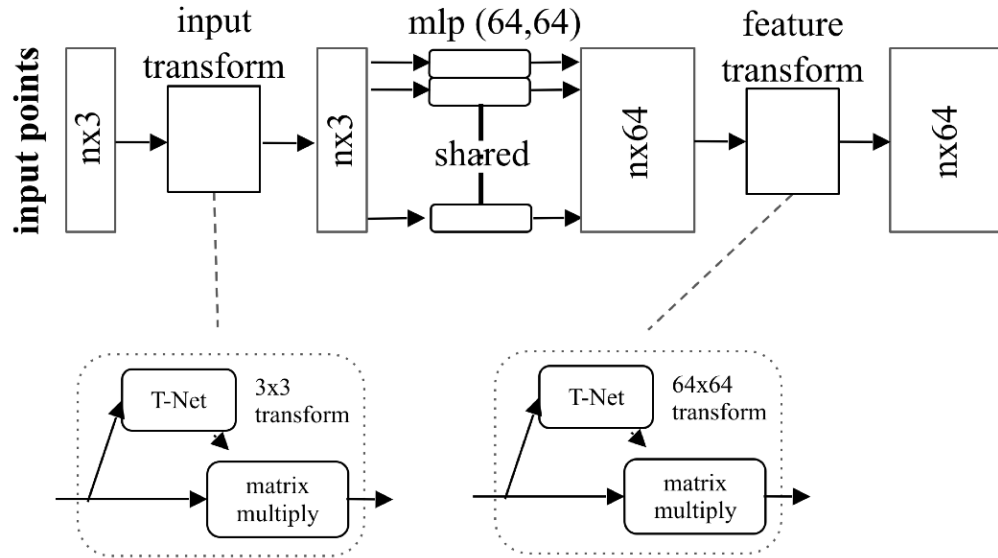 input points
nx3
input
transform
nx3
mlp (64,64)
shared
nx64
feature
transform
nx64
T-Net
3x3
transform
matrix
multiply
T-Net
64x64
transform
matrix
multiply